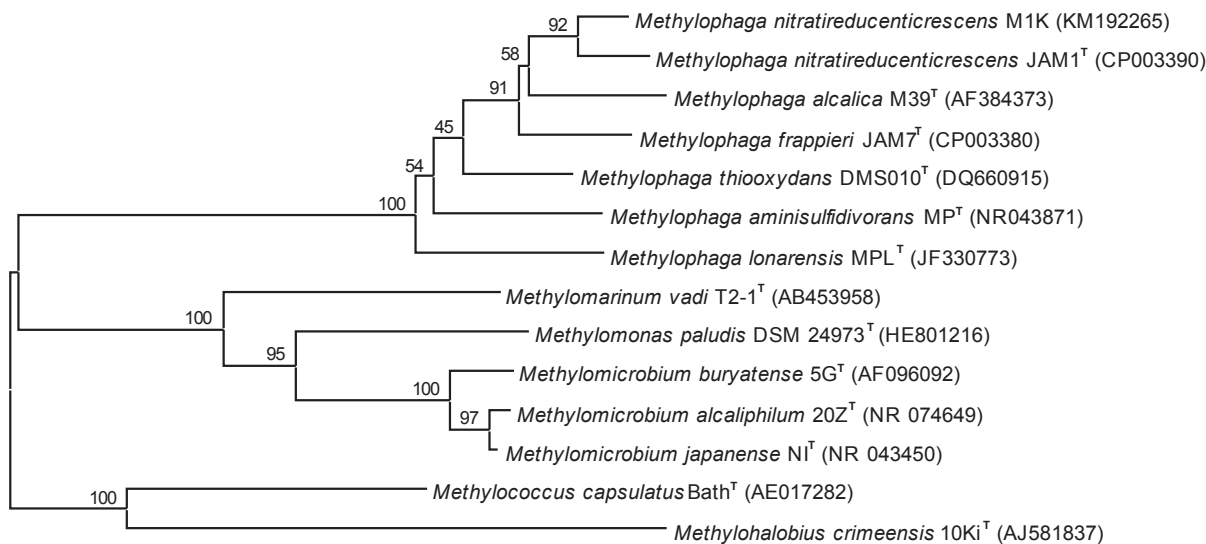 92
Methylophaga nitratireducenticrescens M1K (KM192265)
58
Methylophaga nitratireducenticrescens JAM1ᵀ (CP003390)
91
Methylophaga alcalica M39ᵀ (AF384373)
45
Methylophaga frappieri JAM7ᵀ (CP003380)
54
Methylophaga thiooxydans DMS010ᵀ (DQ660915)
100
Methylophaga aminisulfidivorans MPᵀ (NR043871)
Methylophaga lonarensis MPLᵀ (JF330773)
100
Methylomarinum vadi T2-1ᵀ (AB453958)
95
Methylomonas paludis DSM 24973ᵀ (HE801216)
100
Methylomicrobium buryatense 5Gᵀ (AF096092)
97
Methylomicrobium alcaliphilum 20Zᵀ (NR 074649)
Methylomicrobium japanense NIᵀ (NR 043450)
100
Methylococcus capsulatus Bathᵀ (AE017282)
Methylohalobius crimeensis 10Kiᵀ (AJ581837)